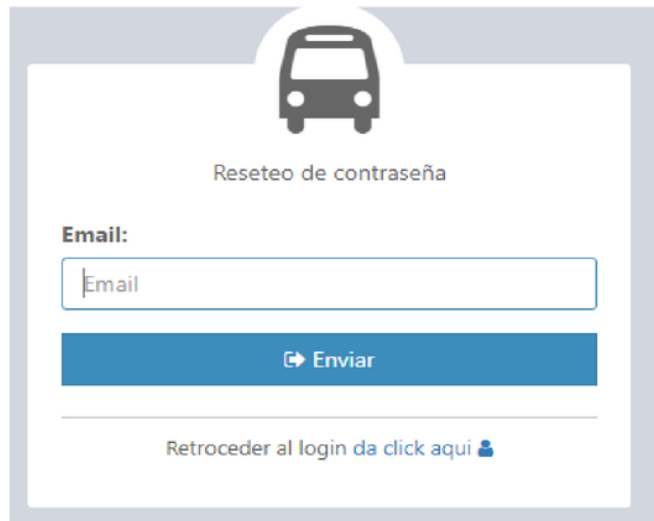 Reseteo de contraseña
Email:
Email
Enviar
Retroceder al login da click aqui